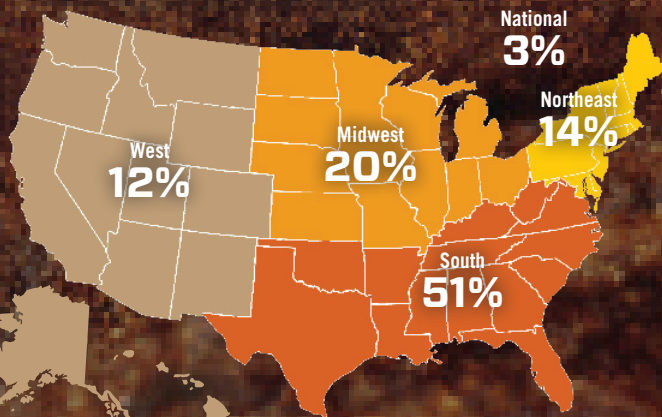 National
3%
Northeast
14%
West
12%
Midwest
20%
South
51%